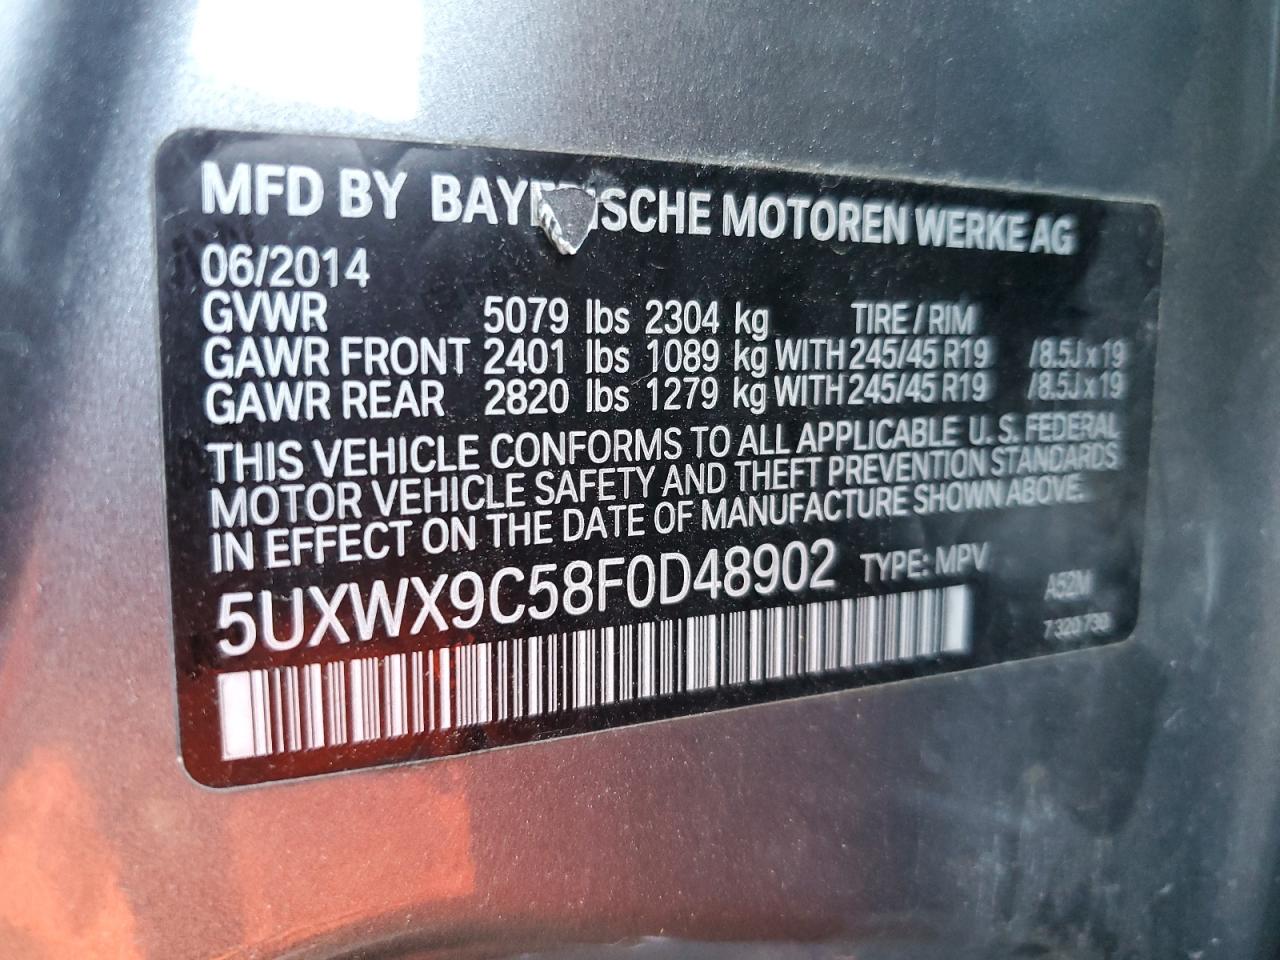 MFD BY BAYERISCHE MOTOREN WERKE AG
06/2014
GVWR 5079 lbs 2304 kg TIRE / RIM
GAWR FRONT 2401 lbs 1089 kg WITH 245/45 R19 /8.5J x 19
GAWR REAR 2820 lbs 1279 kg WITH 245/45 R19 /8.5J x 19
THIS VEHICLE CONFORMS TO ALL APPLICABLE U.S. FEDERAL
MOTOR VEHICLE SAFETY AND THEFT PREVENTION STANDARDS
IN EFFECT ON THE DATE OF MANUFACTURE SHOWN ABOVE.
5UXWX9C58F0D48902 TYPE: MPV
A52M
7 320 730